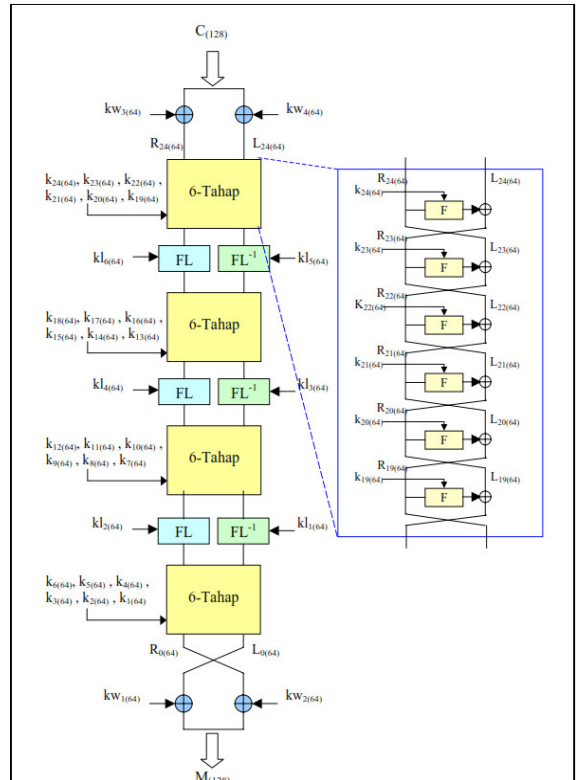 C(128)
kw3(64)
kw4(64)
R24(64)
L24(64)
k24(64), k23(64) , k22(64) ,
k21(64) , k20(64) , k19(64)
6-Tahap
kl6(64)
FL
FL-1
kl5(64)
k18(64), k17(64) , k16(64) ,
k15(64) , k14(64) , k13(64)
6-Tahap
kl4(64)
FL
FL-1
kl3(64)
k12(64), k11(64) , k10(64) ,
k9(64) , k8(64) , k7(64)
6-Tahap
kl2(64)
FL
FL-1
kl1(64)
k6(64), k5(64) , k4(64) ,
k3(64) , k2(64) , k1(64)
6-Tahap
R0(64)
L0(64)
kw1(64)
kw2(64)
M(128)
R24(64)
L24(64)
k24(64)
F
R23(64)
L23(64)
k23(64)
F
R22(64)
L22(64)
K22(64)
F
R21(64)
L21(64)
k21(64)
F
R20(64)
L20(64)
k20(64)
F
R19(64)
L19(64)
k19(64)
F